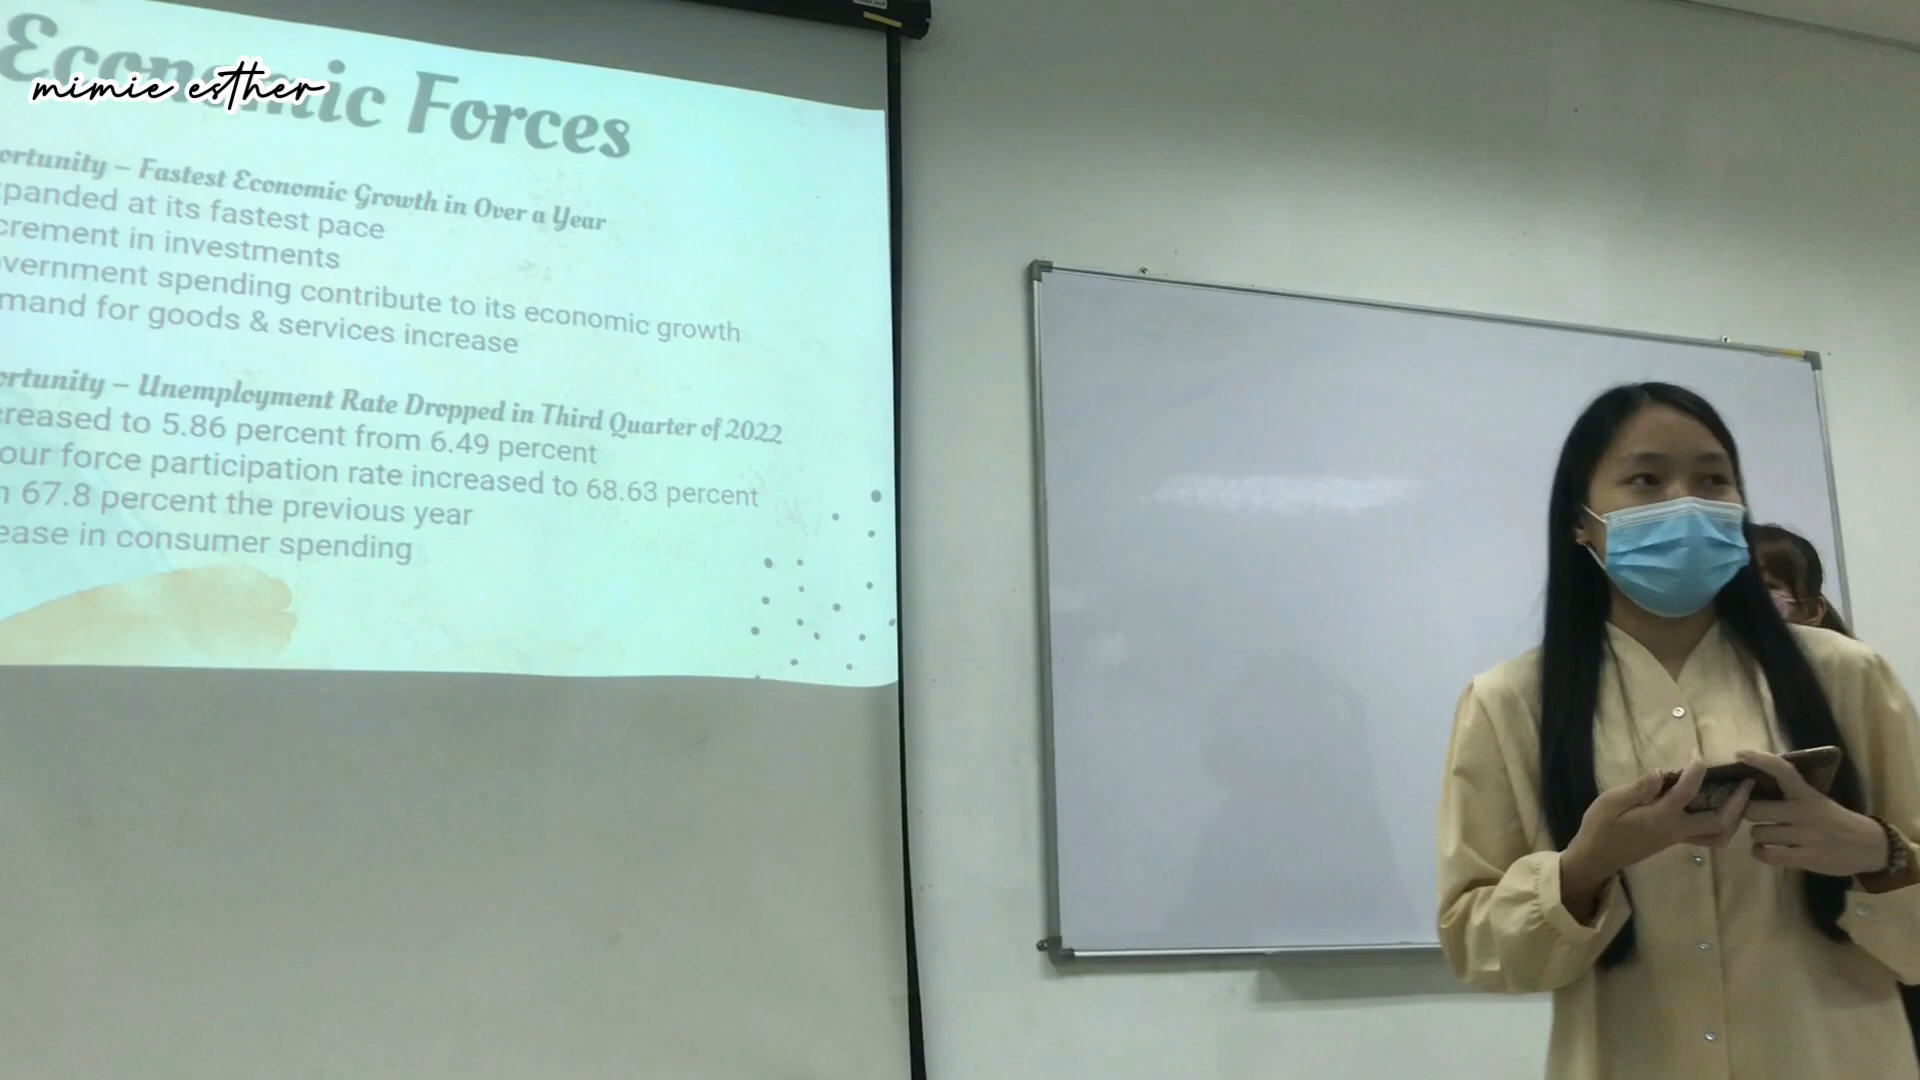 Economic Forces
mimie esther
ortunity – Fastest Economic Growth in Over a Year
panded at its fastest pace
crement in investments
vernment spending contribute to its economic growth
mand for goods & services increase
ortunity – Unemployment Rate Dropped in Third Quarter of 2022
creased to 5.86 percent from 6.49 percent
our force participation rate increased to 68.63 percent
67.8 percent the previous year
ease in consumer spending